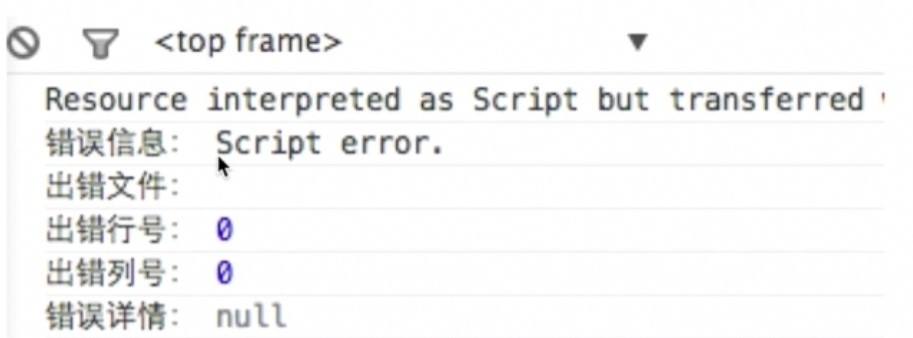 <top frame>
Resource interpreted as Script but transferred
错误信息： Script error.
出错文件：
出错行号： 0
出错列号： 0
错误详情： null